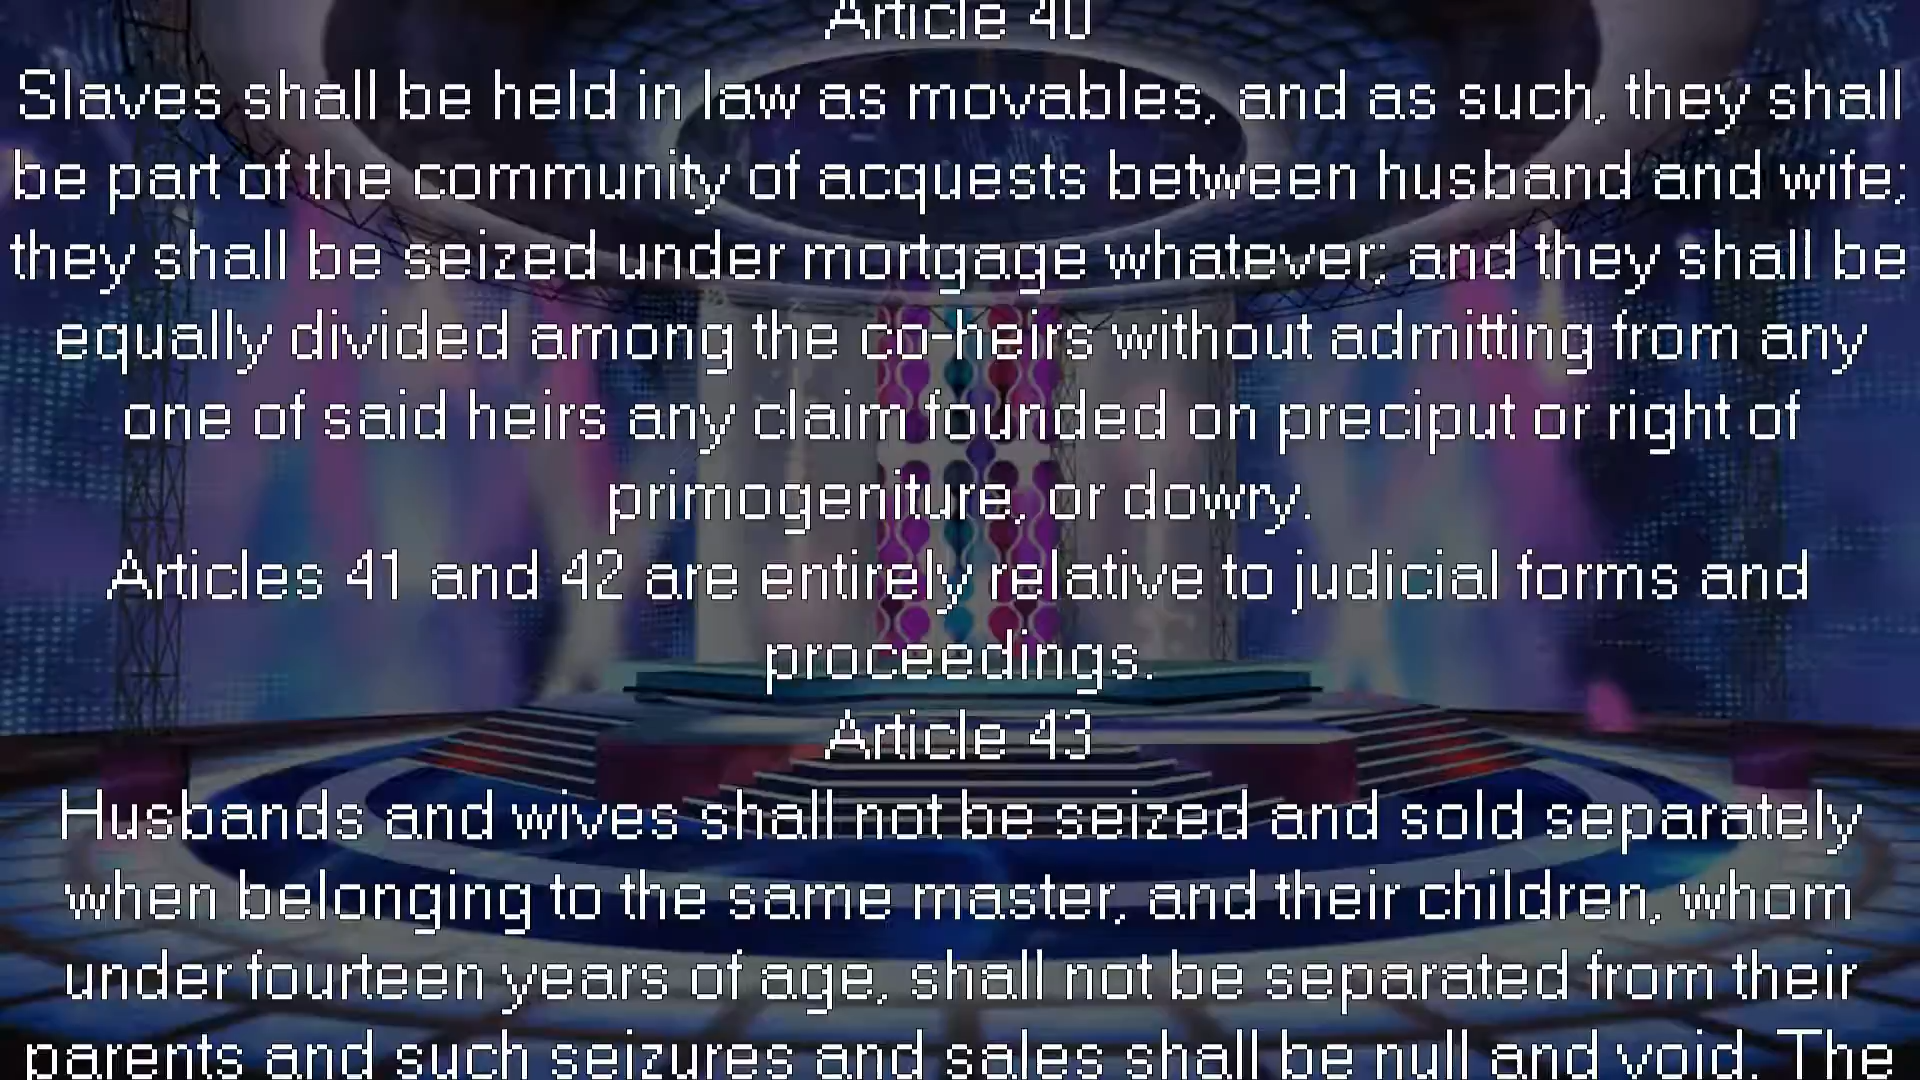 Article 40
Slaves shall be held in law as movables, and as such, they shall
be part of the community of acquests between husband and wife;
they shall be seized under mortgage whatever; and they shall be
equally divided among the co-heirs without admitting from any
one of said heirs any claim founded on preciput or right of
primogeniture, or dowry.
Articles 41 and 42 are entirely relative to judicial forms and
proceedings.
Article 43
Husbands and wives shall not be seized and sold separately
when belonging to the same master, and their children, whom
under fourteen years of age, shall not be separated from their
parents and such seizures and sales shall be null and void. The